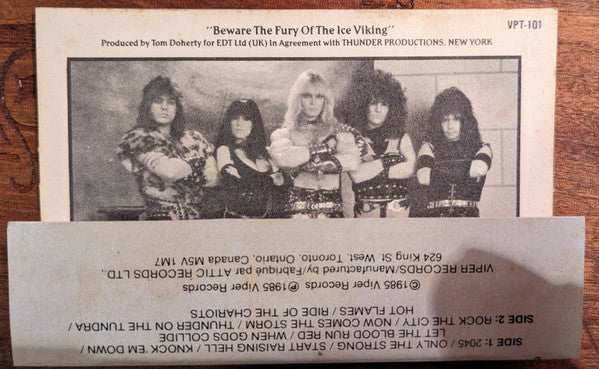 "Beware The Fury Of The Ice Viking"
VPT-101
Produced by Tom Doherty for EDT Ltd (UK) In Agreement with THUNDER PRODUCTIONS, NEW YORK
SIDE 1: 2045 / ONLY THE STRONG / START RAISING HELL / KNOCK 'EM DOWN /
LET THE BLOOD RUN RED / WHEN GODS COLLIDE
SIDE 2: ROCK THE CITY / NOW COMES THE STORM / THUNDER ON THE TUNDRA /
HOT FLAMES / RIDE OF THE CHARIOTS
©1985 Viper Records ℗ 1985 Viper Records
VIPER RECORDS/Manufactured by/Fabriqué par ATTIC RECORDS LTD.,
624 King St. West, Toronto, Ontario, Canada M5V 1M7